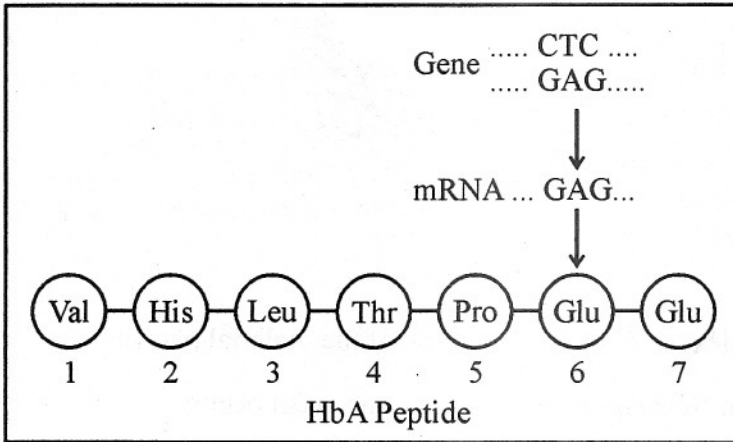 Gene ..... CTC ....
..... GAG.....
mRNA ... GAG...
Val His Leu Thr Pro Glu Glu
1 2 3 4 5 6 7
HbA Peptide